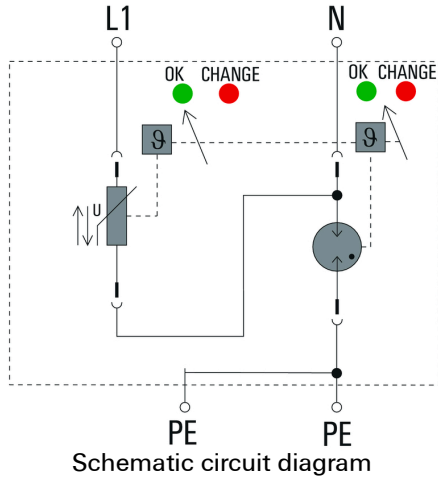 L1 N
OK CHANGE OK CHANGE
ϑ ϑ
U
PE PE
Schematic circuit diagram